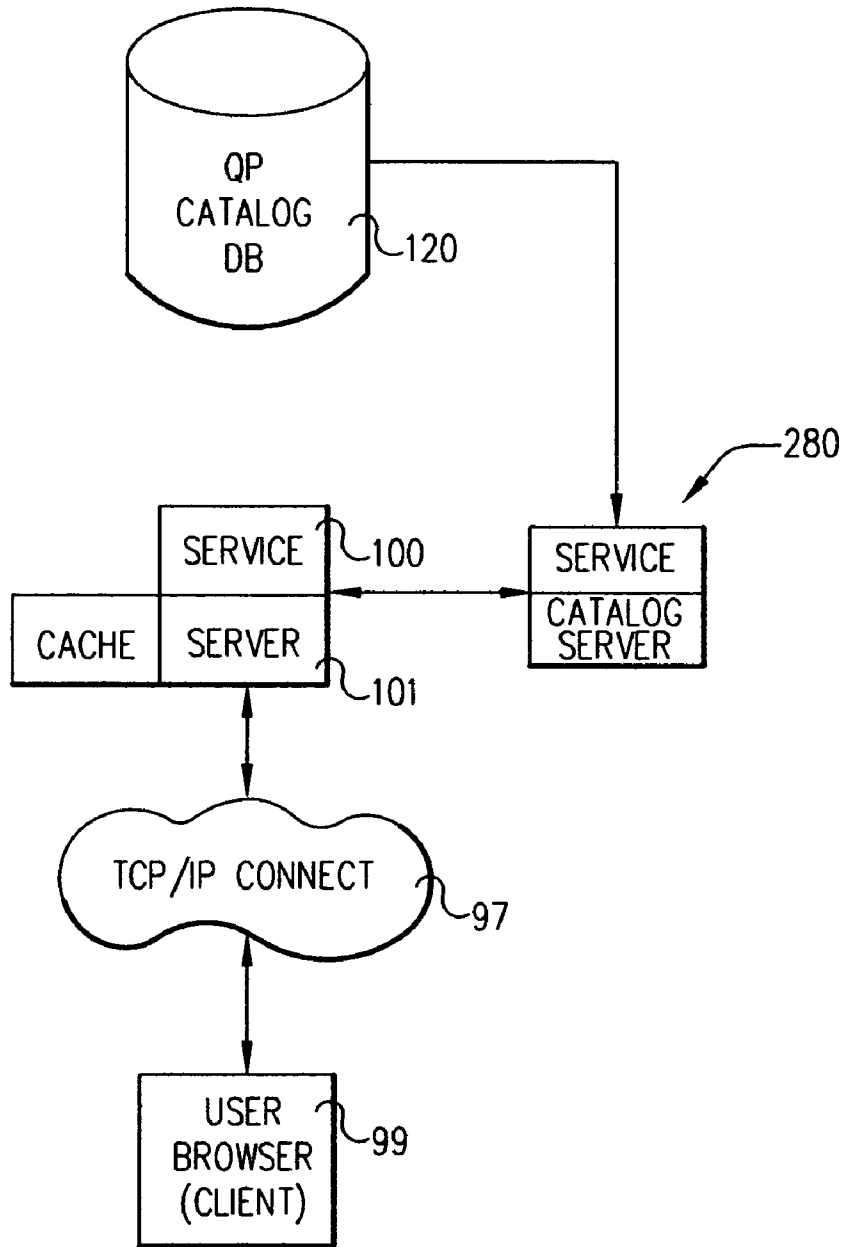 QP
CATALOG
DB
120
280
SERVICE
100
SERVICE
CACHE
SERVER
101
CATALOG
SERVER
TCP/IP CONNECT
97
USER
BROWSER
(CLIENT)
99